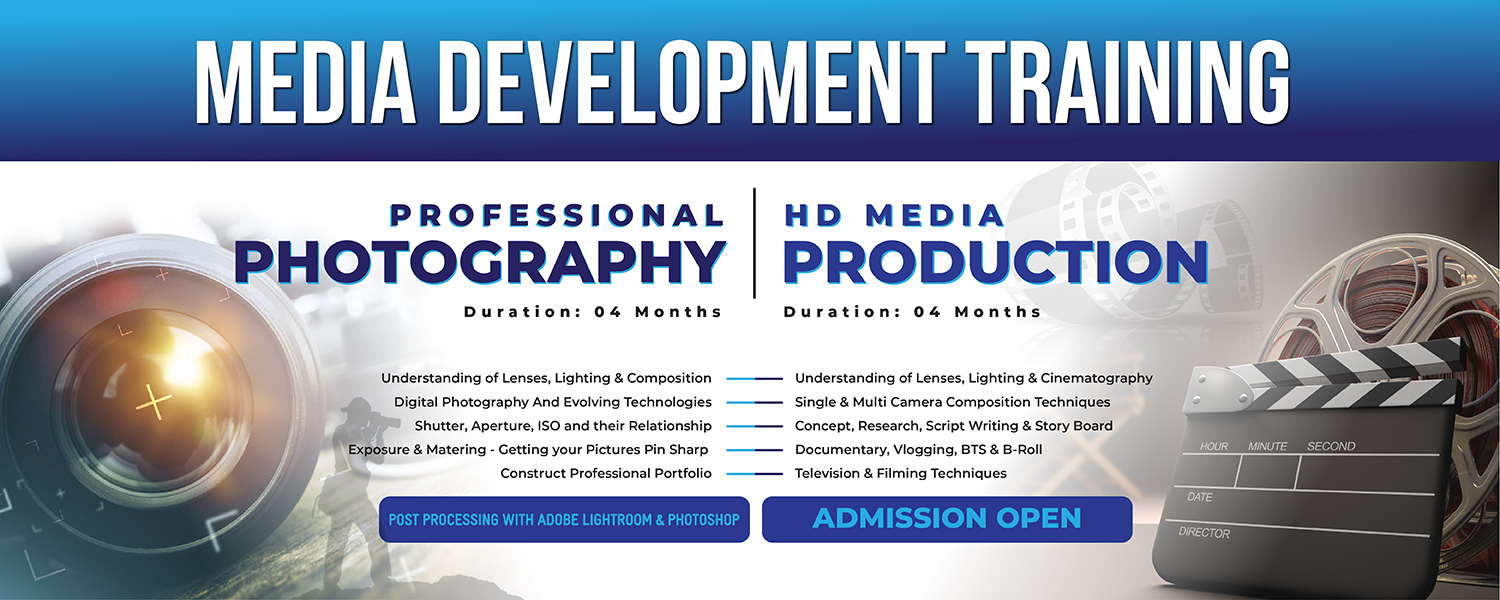 MEDIA DEVELOPMENT TRAINING
PROFESSIONAL
PHOTOGRAPHY
Duration: 04 Months
HD MEDIA
PRODUCTION
Duration: 04 Months
Understanding of Lenses, Lighting & Composition
Digital Photography And Evolving Technologies
Shutter, Aperture, ISO and their Relationship
Exposure & Matering - Getting your Pictures Pin Sharp
Construct Professional Portfolio
POST PROCESSING WITH ADOBE LIGHTROOM & PHOTOSHOP
Understanding of Lenses, Lighting & Cinematography
Single & Multi Camera Composition Techniques
Concept, Research, Script Writing & Story Board
Documentary, Vlogging, BTS & B-Roll
Television & Filming Techniques
ADMISSION OPEN
HOUR MINUTE SECOND
DATE
DIRECTOR